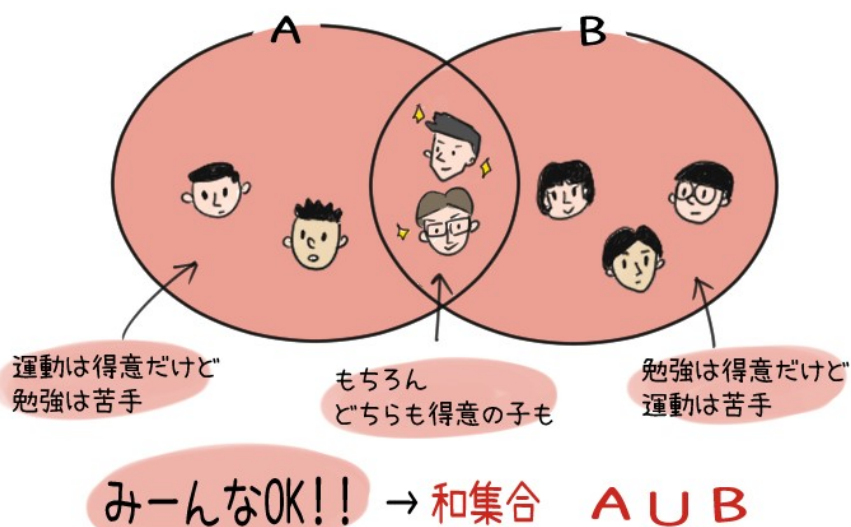 A
B
運動は得意だけど
勉強は苦手
もちろん
どちらも得意の子も
勉強は得意だけど
運動は苦手
みーんなOK!! → 和集合 A∪B